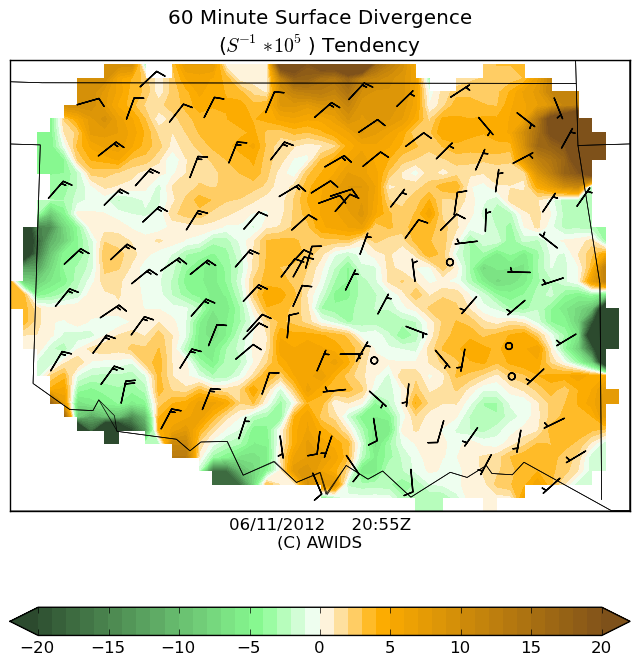 60 Minute Surface Divergence
(S⁻¹ *10⁵ ) Tendency
06/11/2012 20:55Z
(C) AWIDS
−20 −15 −10 −5 0 5 10 15 20